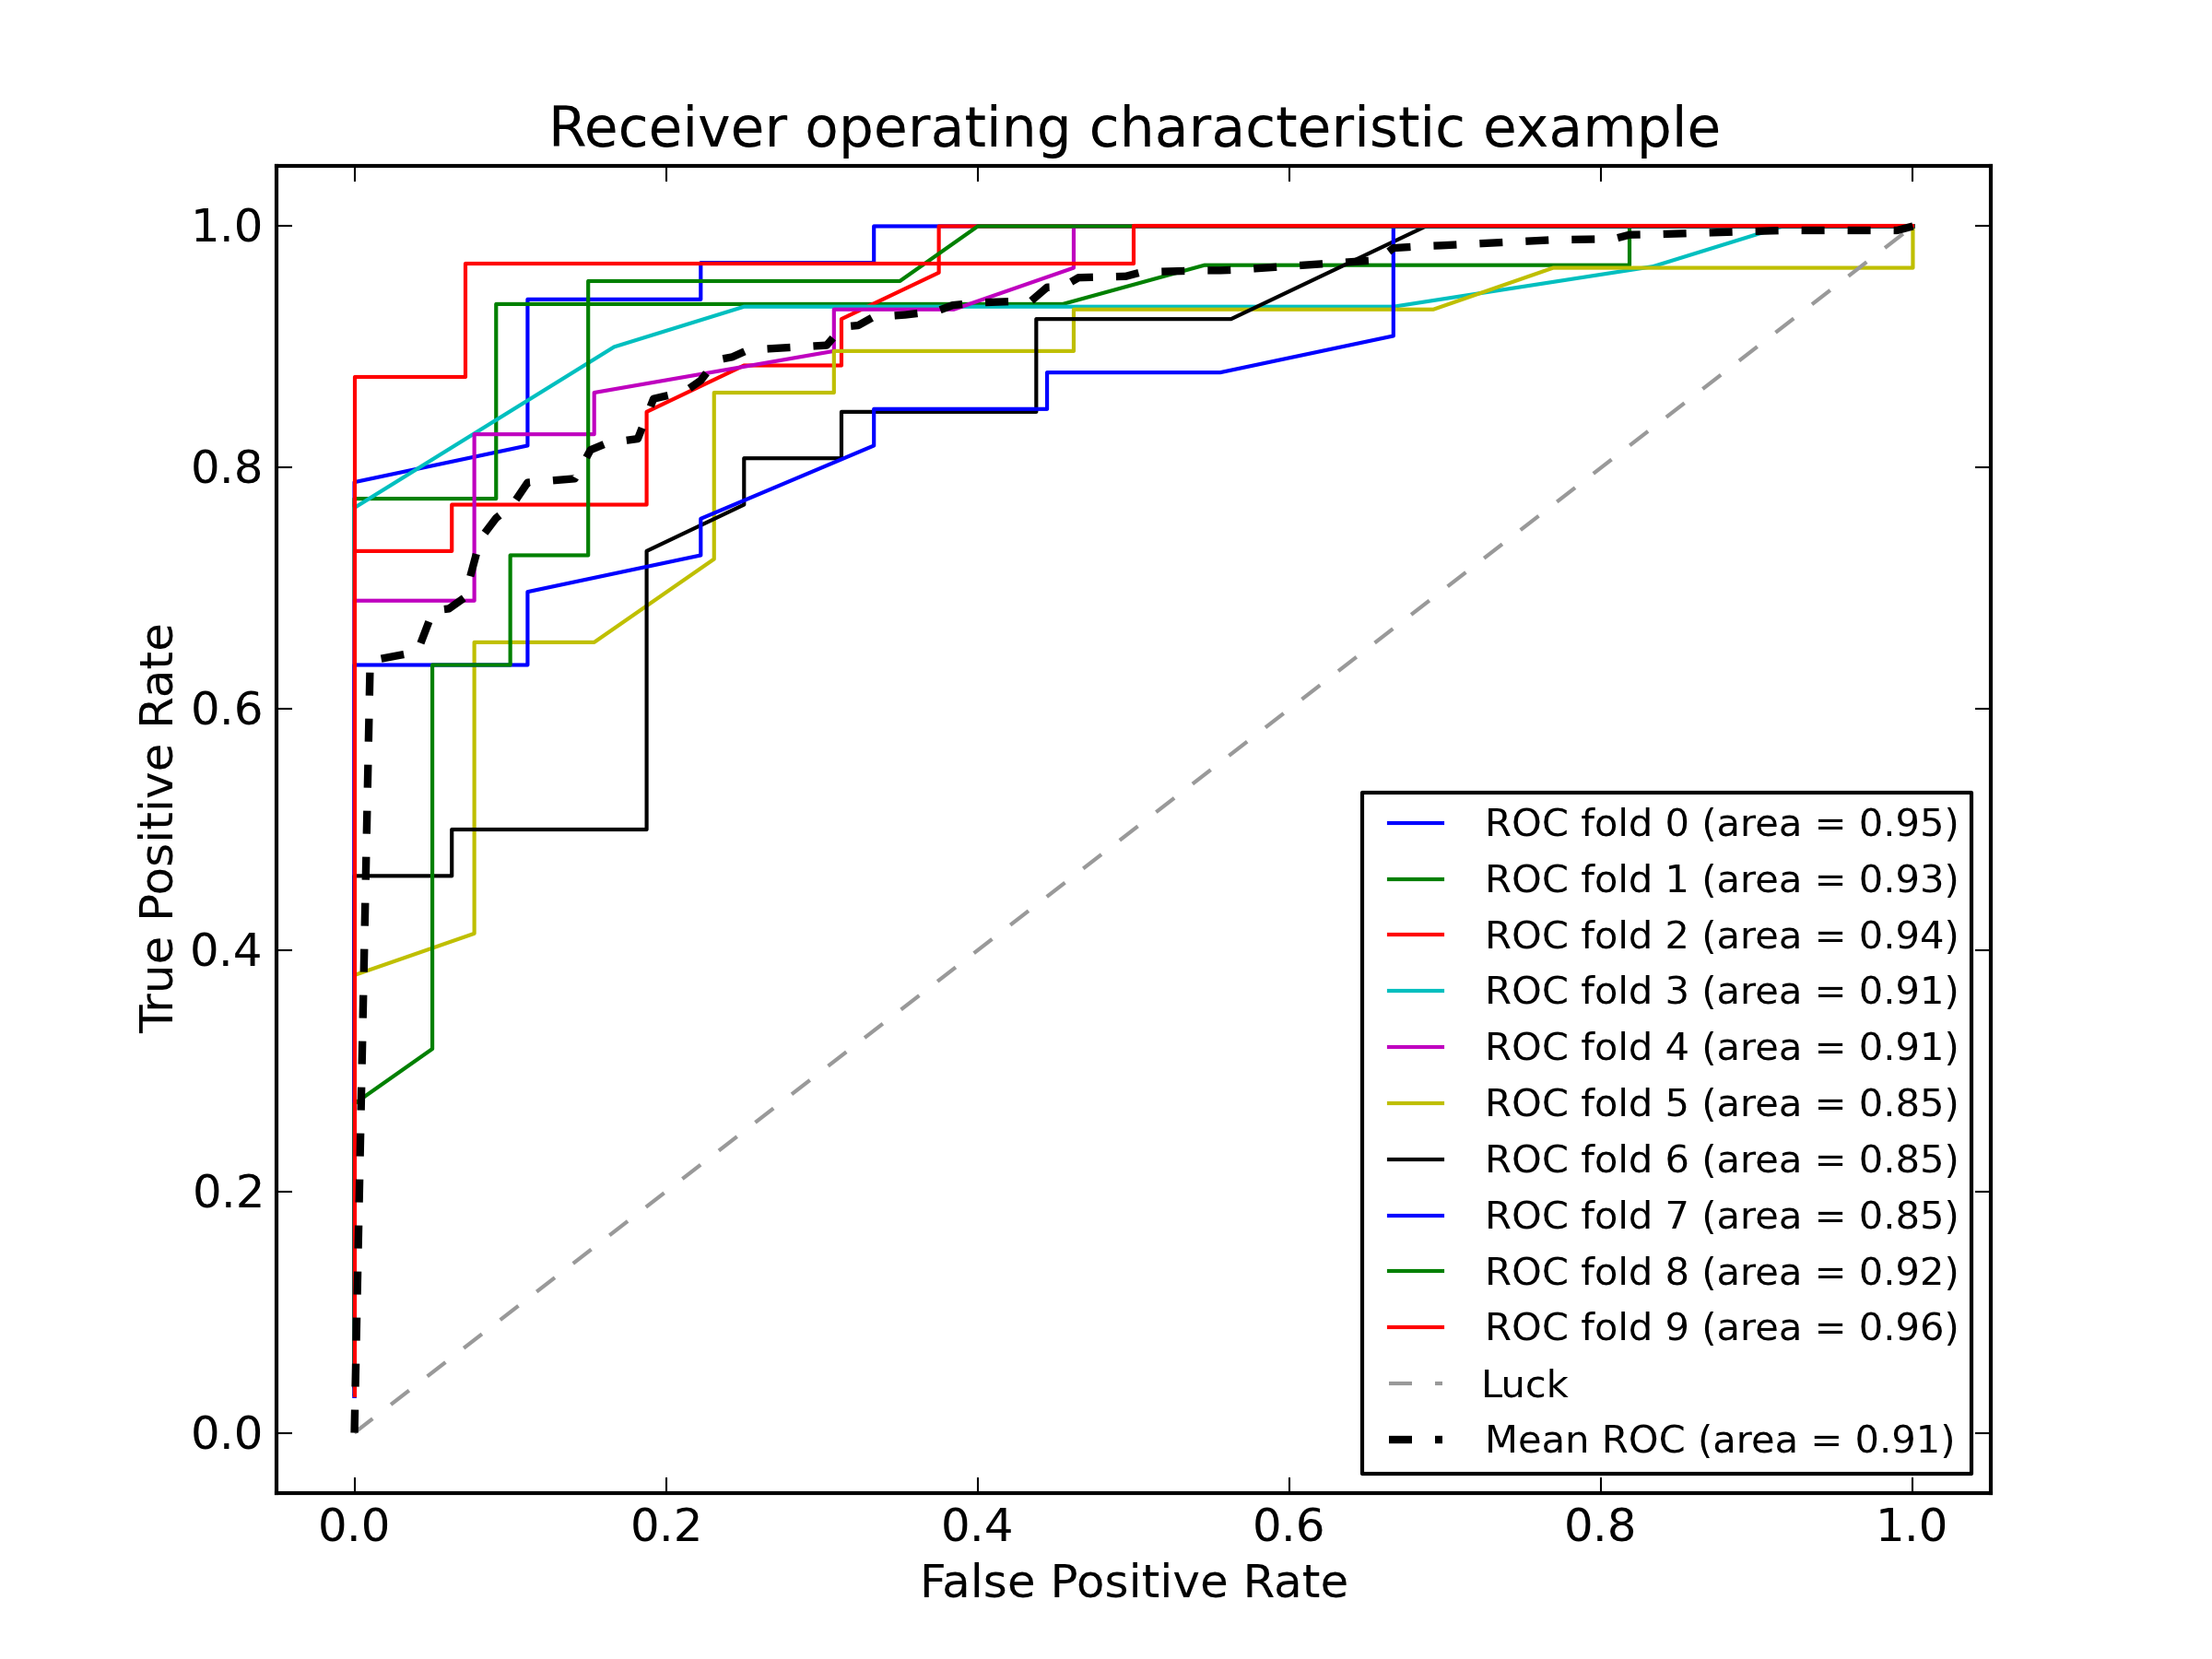 Receiver operating characteristic example
1.0
0.8
0.6
0.4
0.2
0.0
True Positive Rate
ROC fold 0 (area = 0.95)
ROC fold 1 (area = 0.93)
ROC fold 2 (area = 0.94)
ROC fold 3 (area = 0.91)
ROC fold 4 (area = 0.91)
ROC fold 5 (area = 0.85)
ROC fold 6 (area = 0.85)
ROC fold 7 (area = 0.85)
ROC fold 8 (area = 0.92)
ROC fold 9 (area = 0.96)
Luck
Mean ROC (area = 0.91)
0.0 0.2 0.4 0.6 0.8 1.0
False Positive Rate